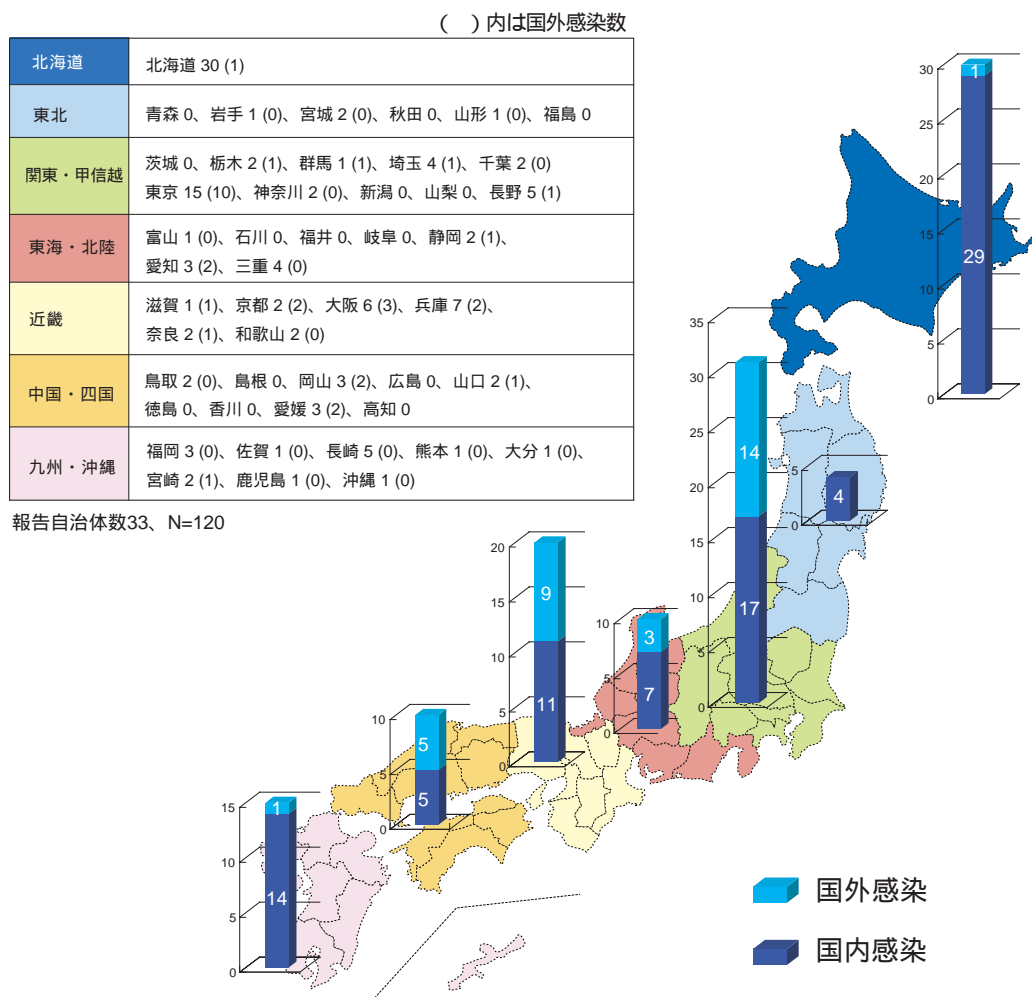 ( )内は国外感染数
北海道
北海道 30 (1)
東北
青森 0、岩手 1 (0)、宮城 2 (0)、秋田 0、山形 1 (0)、福島 0
関東・甲信越
茨城 0、栃木 2 (1)、群馬 1 (1)、埼玉 4 (1)、千葉 2 (0)
東京 15 (10)、神奈川 2 (0)、新潟 0、山梨 0、長野 5 (1)
東海・北陸
富山 1 (0)、石川 0、福井 0、岐阜 0、静岡 2 (1)、
愛知 3 (2)、三重 4 (0)
近畿
滋賀 1 (1)、京都 2 (2)、大阪 6 (3)、兵庫 7 (2)、
奈良 2 (1)、和歌山 2 (0)
中国・四国
鳥取 2 (0)、島根 0、岡山 3 (2)、広島 0、山口 2 (1)、
徳島 0、香川 0、愛媛 3 (2)、高知 0
九州・沖縄
福岡 3 (0)、佐賀 1 (0)、長崎 5 (0)、熊本 1 (0)、大分 1 (0)、
宮崎 2 (1)、鹿児島 1 (0)、沖縄 1 (0)
報告自治体数33、N=120
30
25
20
15
10
5
0
1
29
35
30
25
20
15
10
5
0
14
17
5
0
4
20
15
10
5
0
9
11
10
5
0
3
7
10
5
0
5
5
15
10
5
0
1
14
国外感染
国内感染